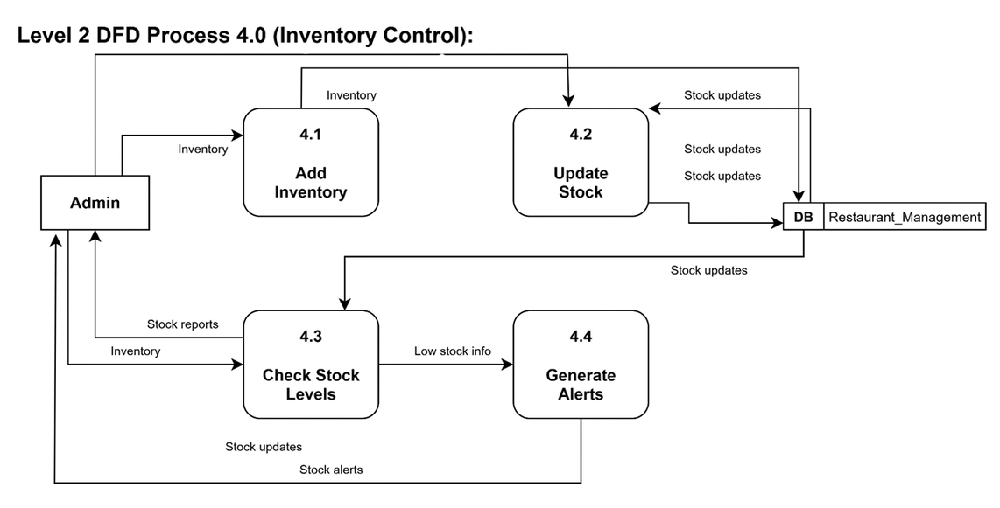 Level 2 DFD Process 4.0 (Inventory Control):
Inventory
Stock updates
4.1
Add
Inventory
4.2
Update
Stock
Inventory
Stock updates
Stock updates
Admin
DB
Restaurant_Management
Stock updates
Stock reports
Inventory
4.3
Check Stock
Levels
Low stock info
4.4
Generate
Alerts
Stock updates
Stock alerts